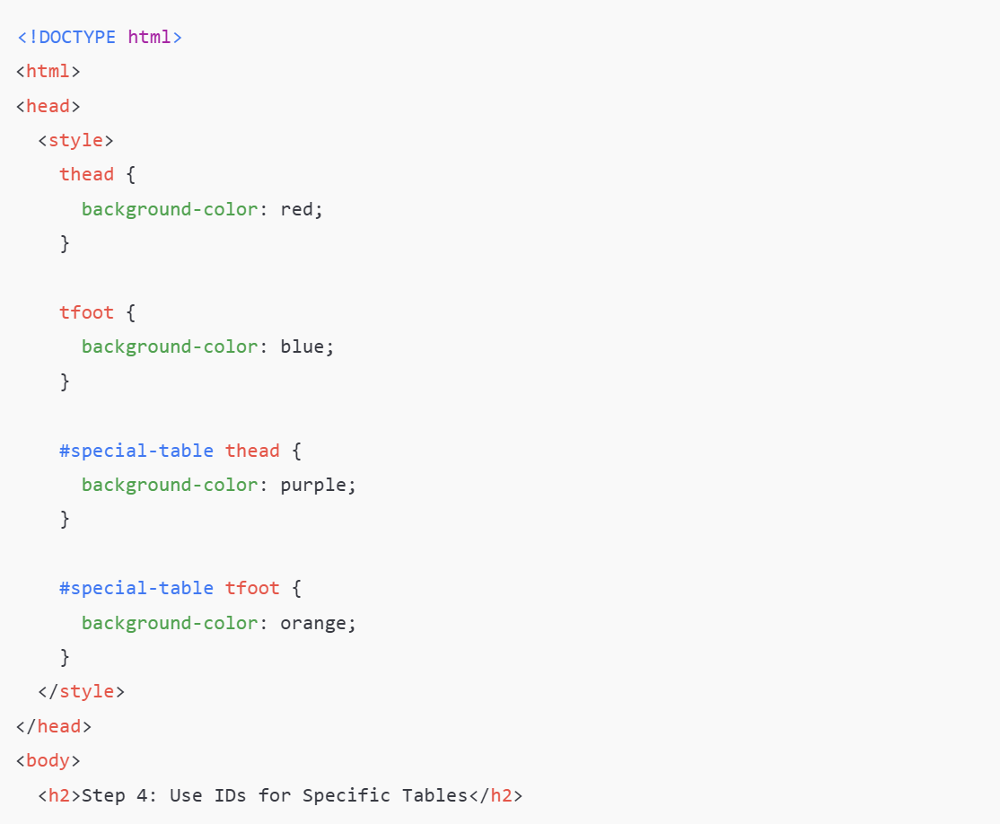 <!DOCTYPE html>
<html>
<head>
  <style>
    thead {
      background-color: red;
    }

    tfoot {
      background-color: blue;
    }

    #special-table thead {
      background-color: purple;
    }

    #special-table tfoot {
      background-color: orange;
    }
  </style>
</head>
<body>
  <h2>Step 4: Use IDs for Specific Tables</h2>